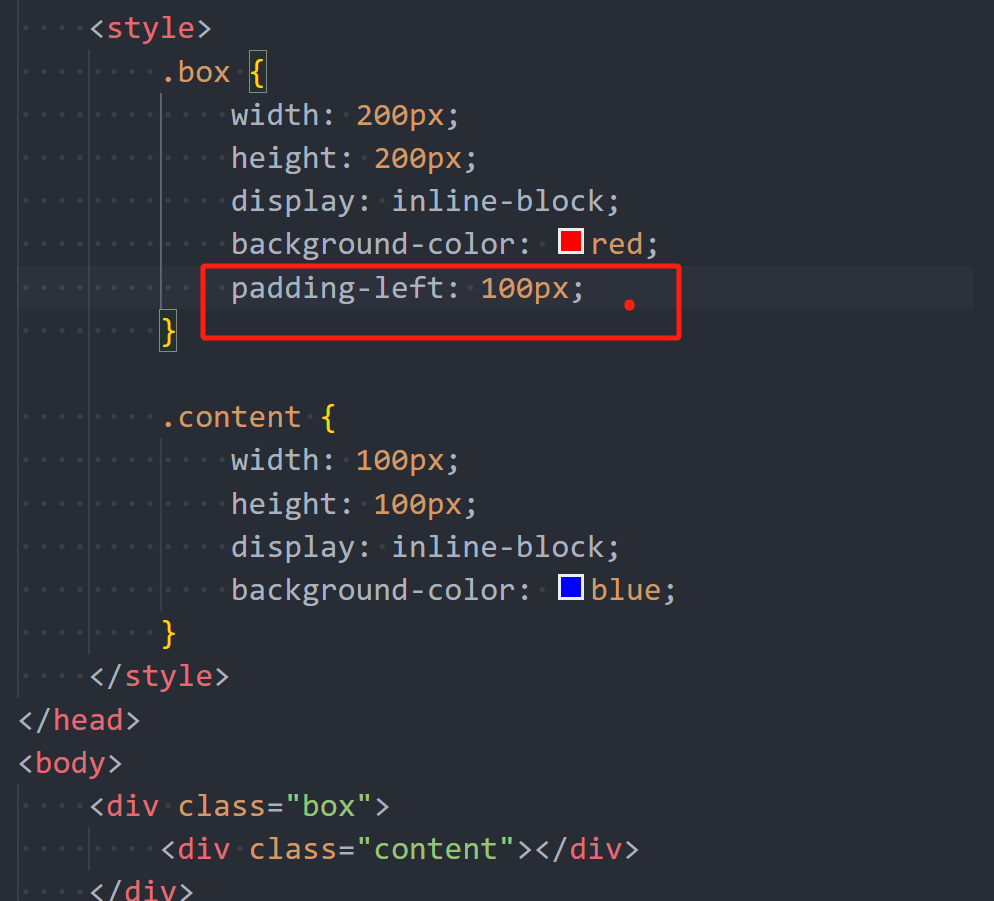 <style>
.box {
width: 200px;
height: 200px;
display: inline-block;
background-color: red;
padding-left: 100px;
}
.content {
width: 100px;
height: 100px;
display: inline-block;
background-color: blue;
}
</style>
</head>
<body>
<div class="box">
<div class="content"></div>
</div>